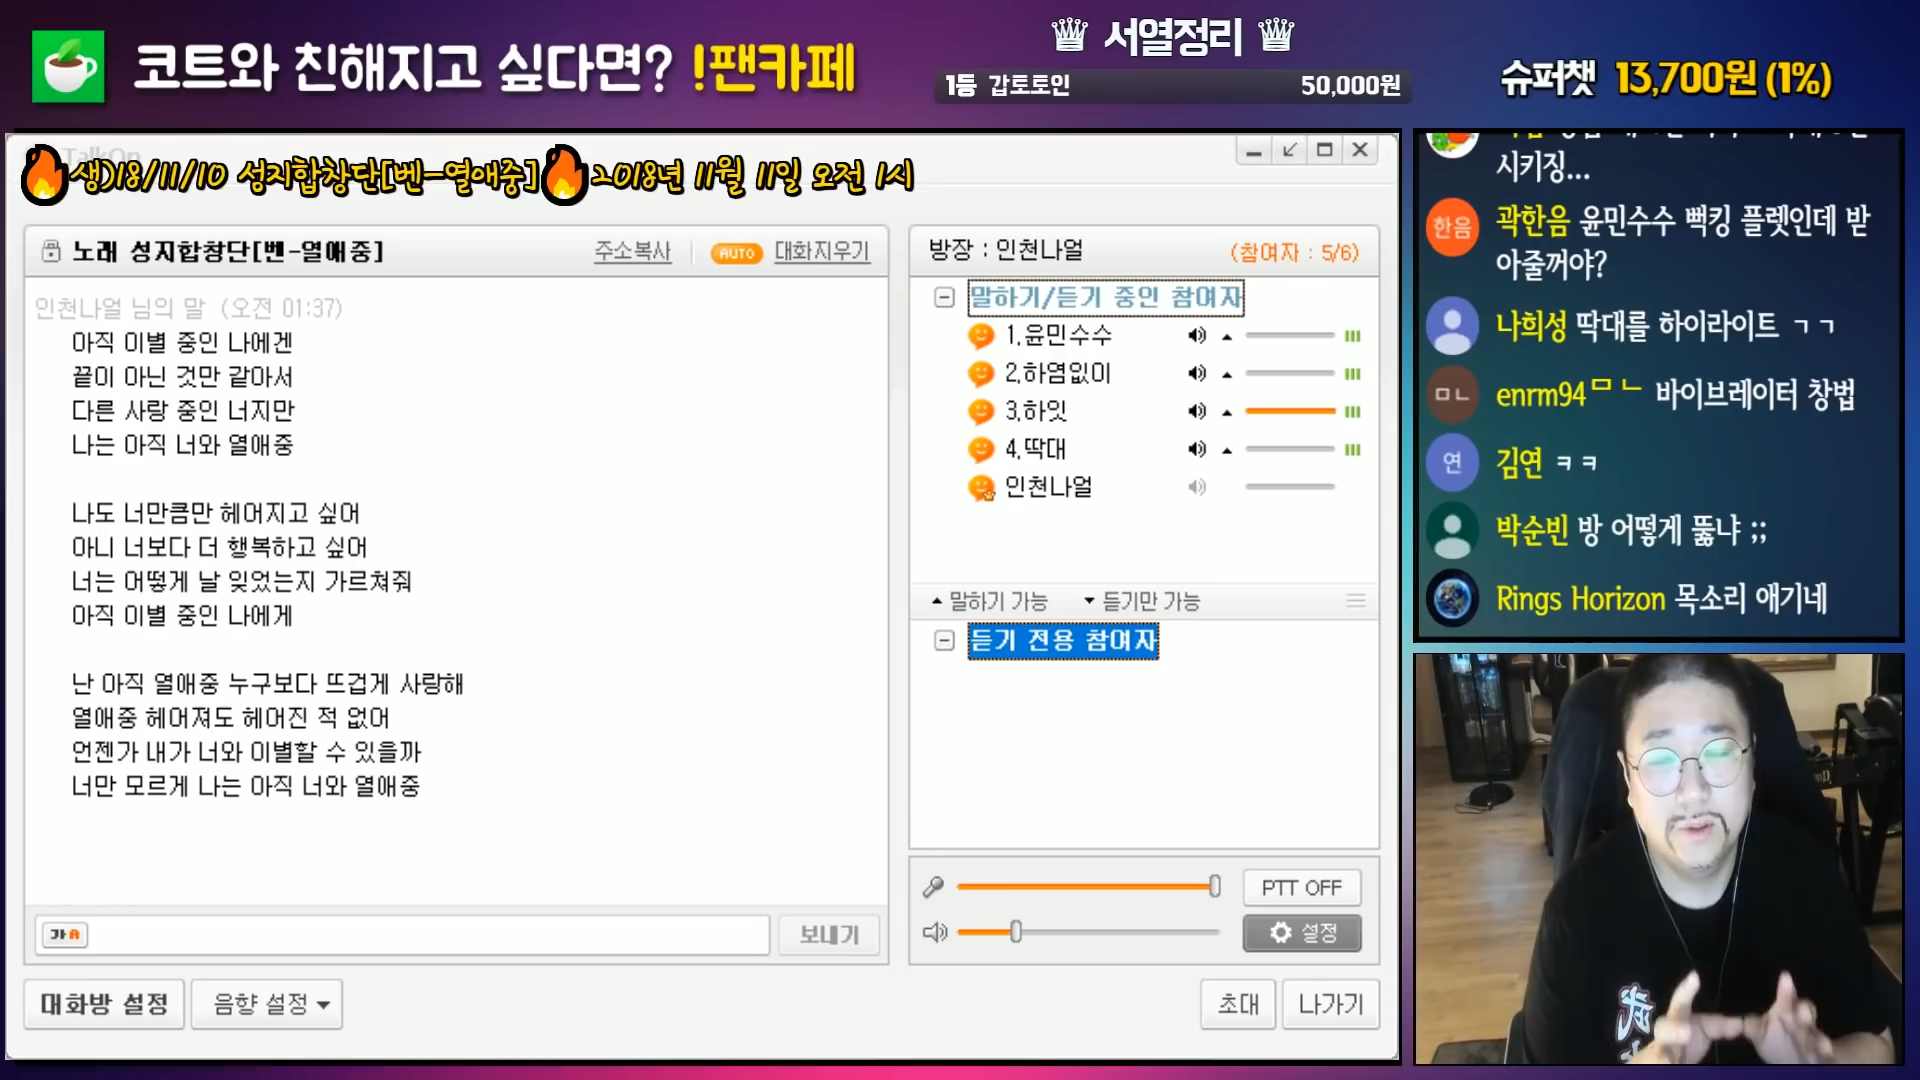 코트와 친해지고 싶다면? !팬카페
서열정리
1등 갑토토인 50,000원
슈퍼챗 13,700원 (1%)
생)18/11/10 성지합창단[벤-열애중] 2018년 11월 11일 오전 1시
노래 성지합창단[벤-열애중] 주소복사 AUTO 대화지우기
인천나얼 님의 말 (오전 01:37)
아직 이별 중인 나에겐
끝이 아닌 것만 같아서
다른 사랑 중인 너지만
나는 아직 너와 열애중
나도 너만큼만 헤어지고 싶어
아니 너보다 더 행복하고 싶어
너는 어떻게 날 잊었는지 가르쳐줘
아직 이별 중인 나에게
난 아직 열애중 누구보다 뜨겁게 사랑해
열애중 헤어져도 헤어진 적 없어
언젠가 내가 너와 이별할 수 있을까
너만 모르게 나는 아직 너와 열애중
가A
보내기
대화방 설정
음향 설정
방장 : 인천나얼 (참여자 : 5/6)
말하기/듣기 중인 참여자
1.윤민수수
2.하염없이
3.하잇
4.딱대
인천나얼
말하기 가능 듣기만 가능
듣기 전용 참여자
PTT OFF
설정
초대
나가기
시키징...
한음 곽한음 윤민수수 뻑킹 플렛인데 받
아줄꺼야?
나희성 딱대를 하이라이트 ㄱㄱ
ㅁㄴ enrm94ㅁㄴ 바이브레이터 창법
연 김연 ㅋㅋ
박순빈 방 어떻게 뚫냐 ;;
Rings Horizon 목소리 애기네